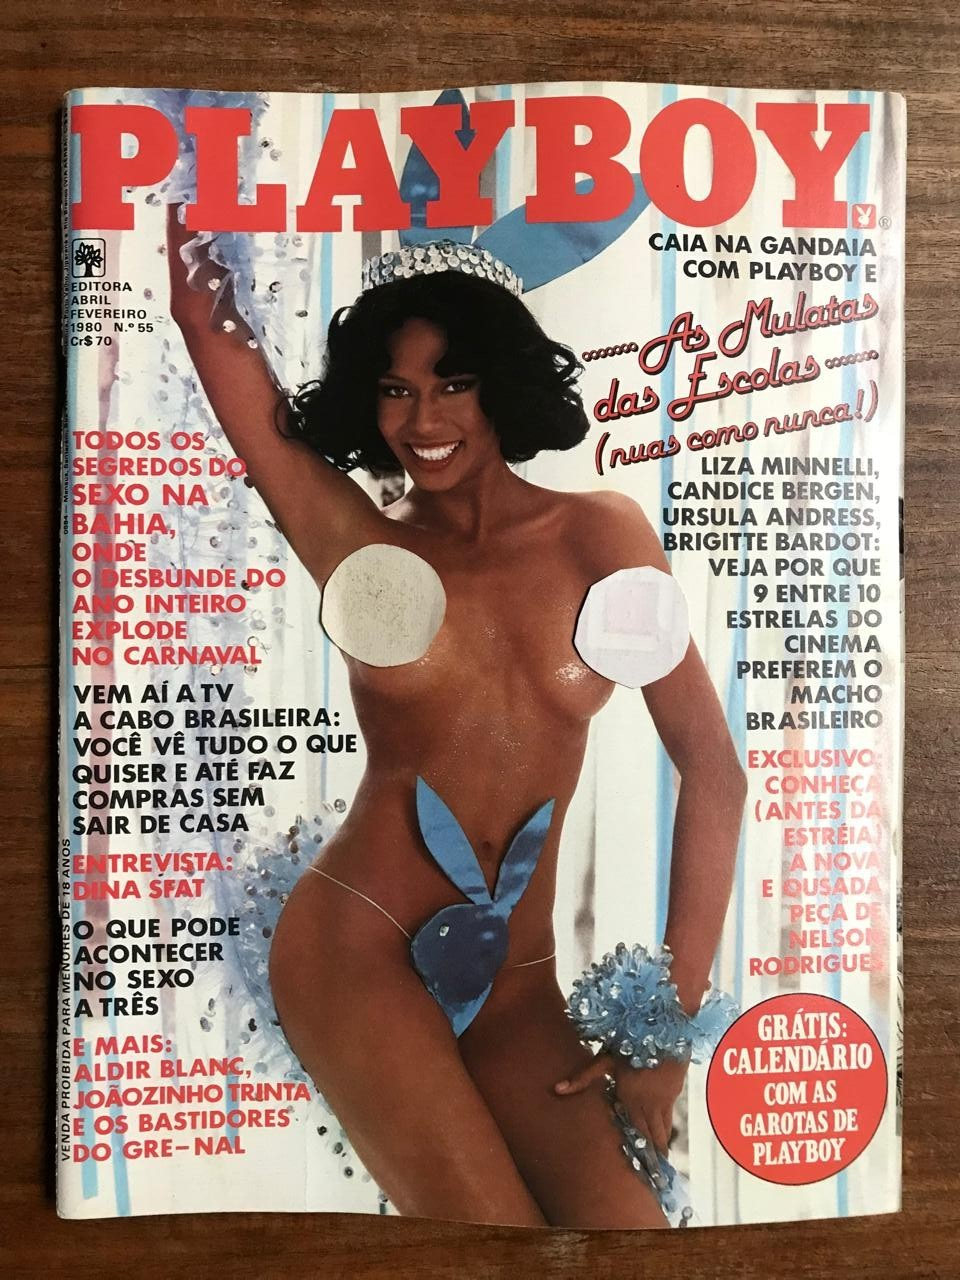 PLAYBOY
®
EDITORA
ABRIL
FEVEREIRO
1980 N.º 55
Cr$ 70
CAIA NA GANDAIA
COM PLAYBOY E
As Mulatas
das Escolas
(nuas como nunca!)
LIZA MINNELLI,
CANDICE BERGEN,
URSULA ANDRESS,
BRIGITTE BARDOT:
VEJA POR QUE
9 ENTRE 10
ESTRELAS DO
CINEMA
PREFEREM O
MACHO
BRASILEIRO
EXCLUSIVO:
CONHEÇA
(ANTES DA
ESTRÉIA)
A NOVA
E OUSADA
PEÇA DE
NELSON
RODRIGUES
GRÁTIS:
CALENDÁRIO
COM AS
GAROTAS DE
PLAYBOY
TODOS OS
SEGREDOS DO
SEXO NA
BAHIA,
ONDE
O DESBUNDE DO
ANO INTEIRO
EXPLODE
NO CARNAVAL
VEM AÍ A TV
A CABO BRASILEIRA:
VOCÊ VÊ TUDO O QUE
QUISER E ATÉ FAZ
COMPRAS SEM
SAIR DE CASA
ENTREVISTA:
DINA SFAT
O QUE PODE
ACONTECER
NO SEXO
A TRÊS
E MAIS:
ALDIR BLANC,
JOÃOZINHO TRINTA
E OS BASTIDORES
DO GRE-NAL
VENDA PROIBIDA PARA MENORES DE 18 ANOS